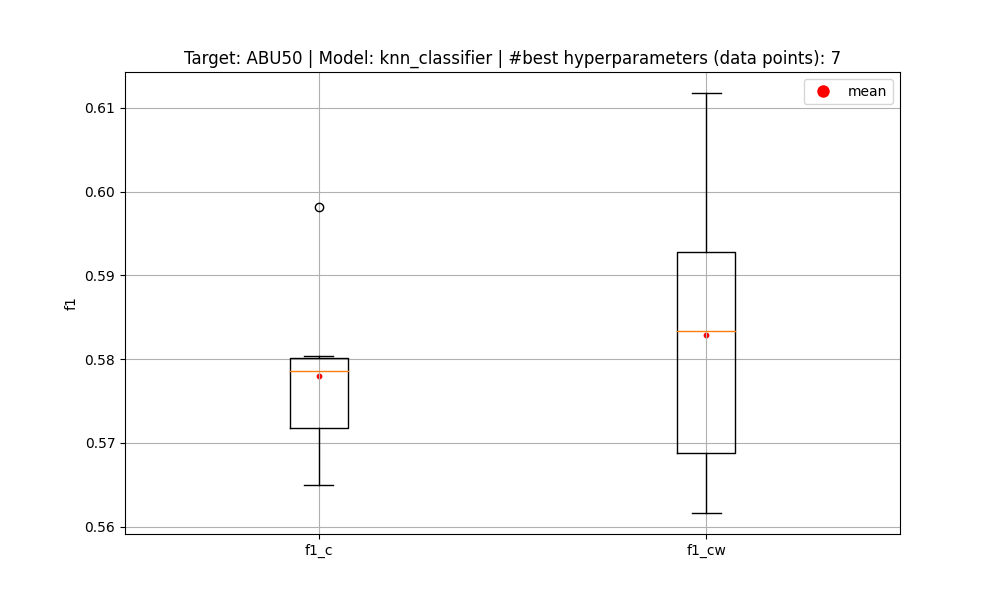 Target: ABU50 | Model: knn_classifier | #best hyperparameters (data points): 7
mean
0.61
0.60
0.59
0.58
0.57
0.56
f1
f1_c
f1_cw